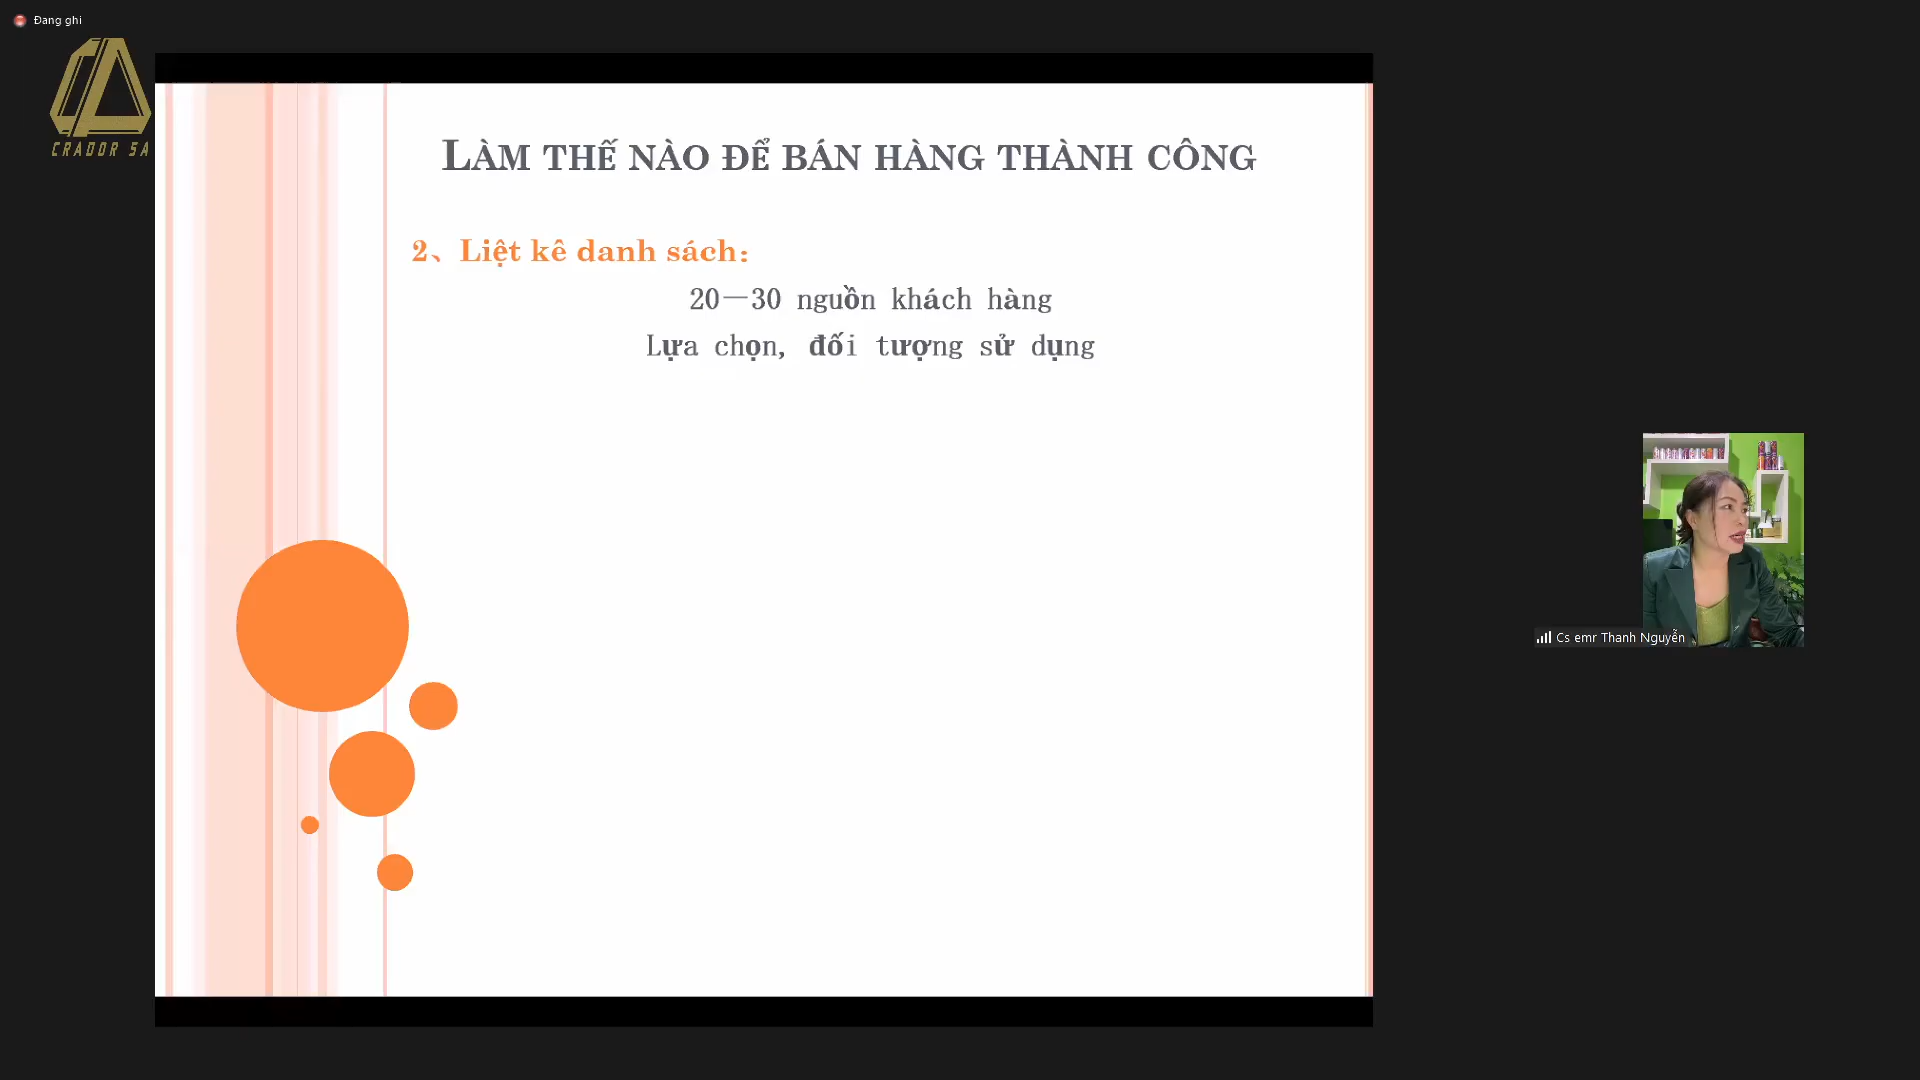 Đang ghi
CRADOR SA
LÀM THẾ NÀO ĐỂ BÁN HÀNG THÀNH CÔNG
2、Liệt kê danh sách：
20—30 nguồn khách hàng
Lựa chọn, đối tượng sử dụng
Cs emr Thanh Nguyễn